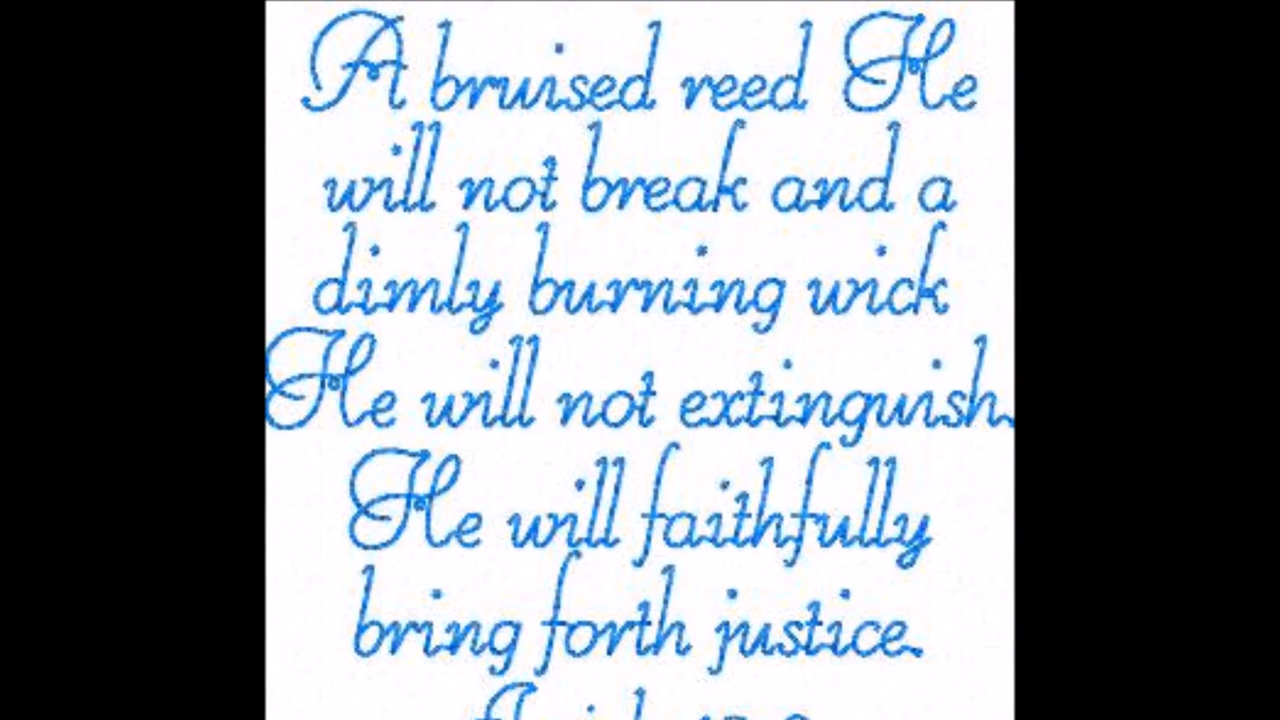 A bruised reed He
will not break and a
dimly burning wick
He will not extinguish.
He will faithfully
bring forth justice.